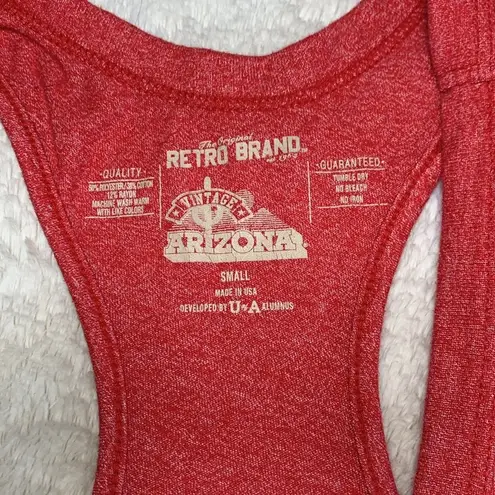 The Original
RETRO BRAND
-QUALITY-
50% POLYESTER/38% COTTON
12% RAYON
MACHINE WASH WARM
WITH LIKE COLORS
-GUARANTEED-
TUMBLE DRY
NO BLEACH
NO IRON
VINTAGE
ARIZONA
SMALL
MADE IN USA
DEVELOPED BY U of A ALUMNUS